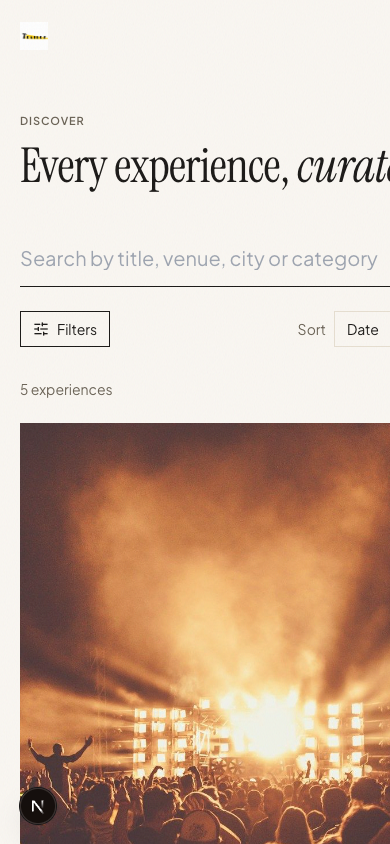 DISCOVER
Every experience, curat
Search by title, venue, city or category
Filters
Sort Date
5 experiences
N